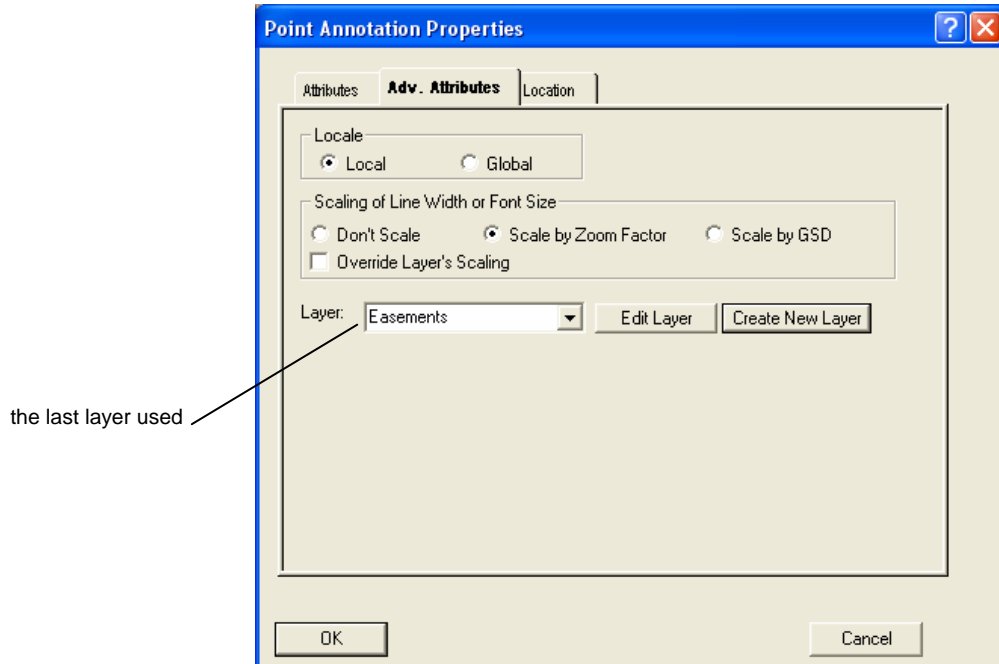 Point Annotation Properties
Attributes Adv. Attributes Location
Locale
Local Global
Scaling of Line Width or Font Size
Don't Scale Scale by Zoom Factor Scale by GSD
Override Layer's Scaling
Layer: Easements Edit Layer Create New Layer
the last layer used
OK Cancel